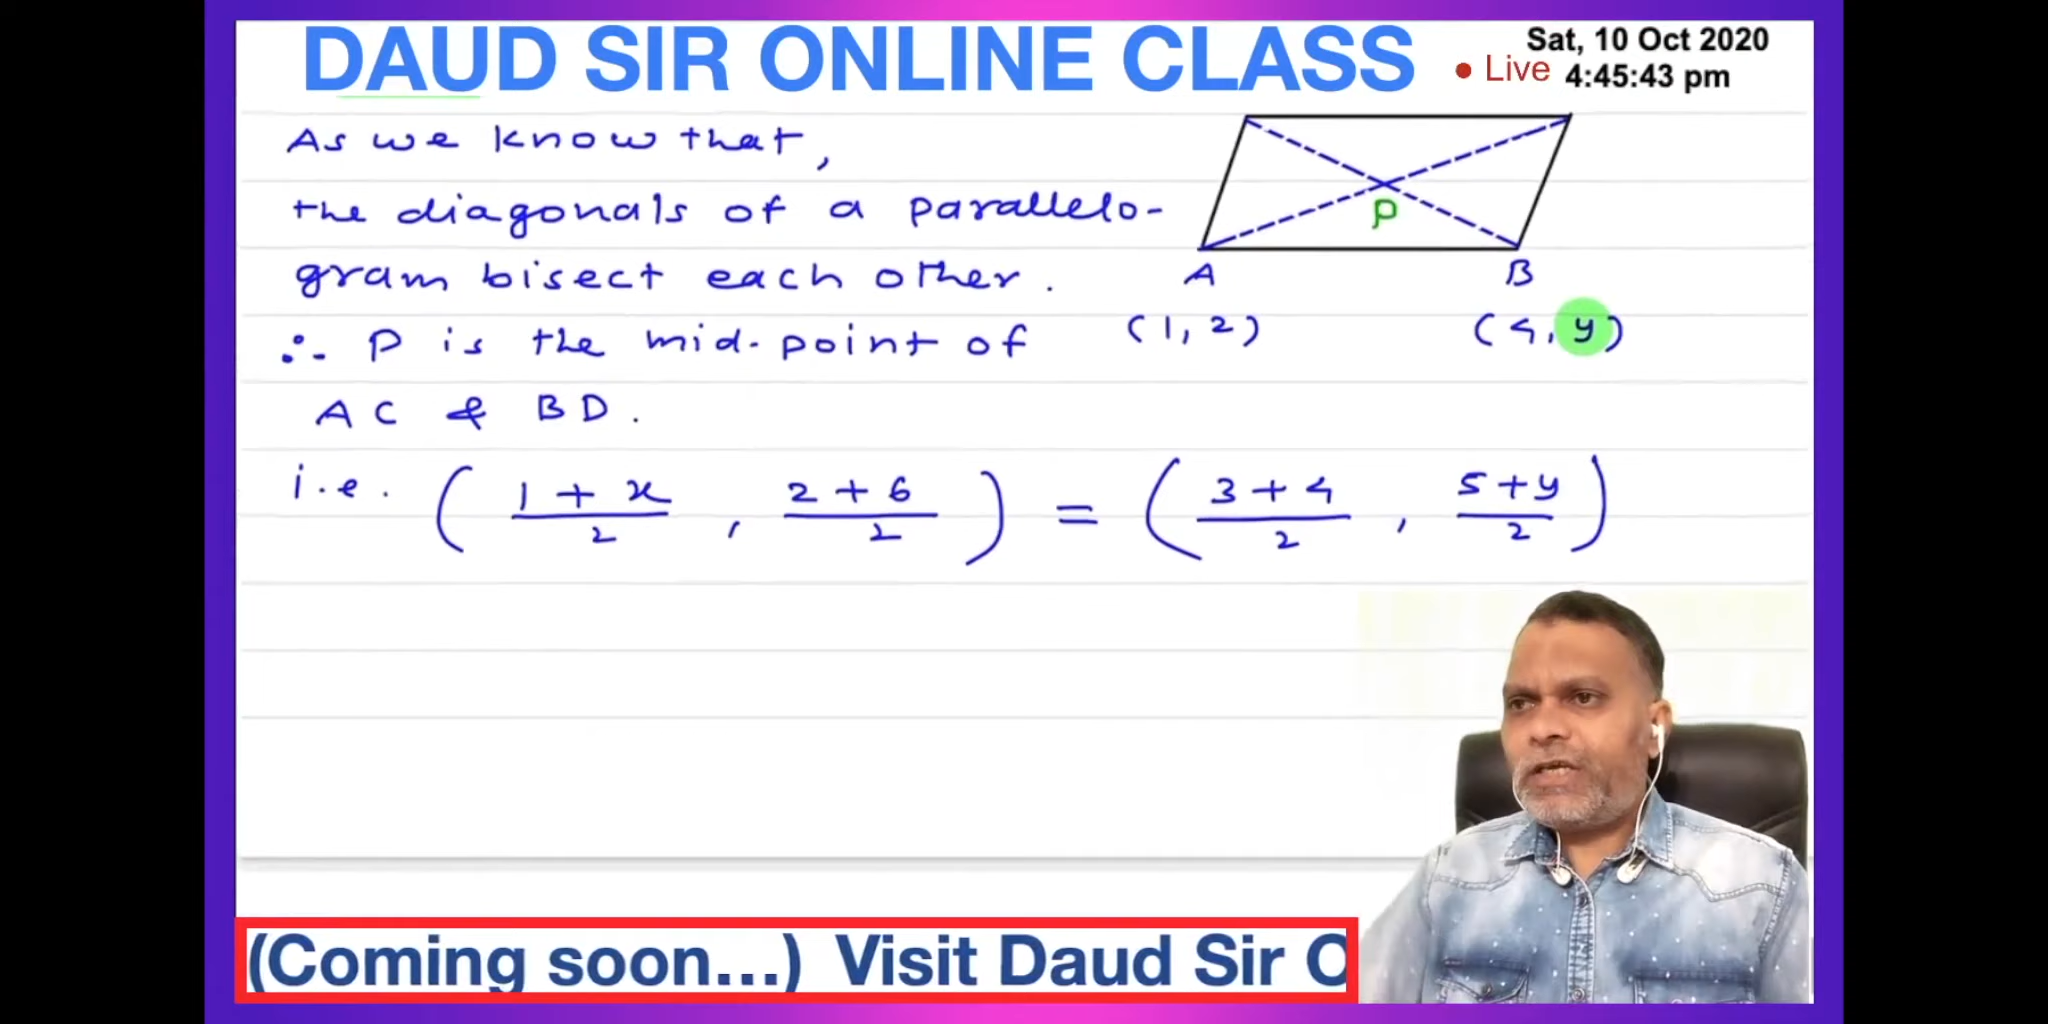 DAUD SIR ONLINE CLASS
Sat, 10 Oct 2020
• Live 4:45:43 pm
As we know that,
the diagonals of a parallelo-
gram bisect each other.
∴ P is the mid-point of
AC & BD.
P
A B
(1, 2) (4, y)
i.e. ( 1 + x / 2 , 2 + 6 / 2 ) = ( 3 + 4 / 2 , 5 + y / 2 )
(Coming soon...) Visit Daud Sir